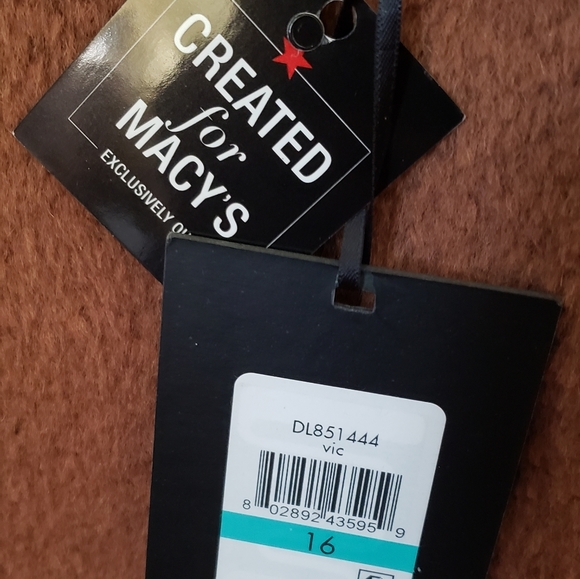 CREATED
for
MACY'S
EXCLUSIVELY
DL851444
vic
8 02892 43595 9
16